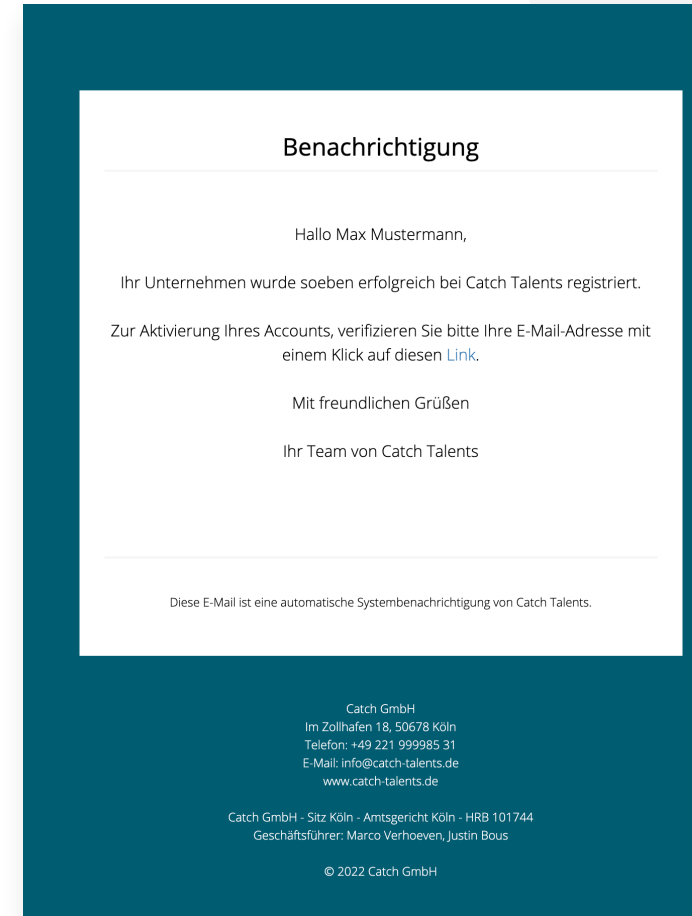 Benachrichtigung
Hallo Max Mustermann,
Ihr Unternehmen wurde soeben erfolgreich bei Catch Talents registriert.
Zur Aktivierung Ihres Accounts, verifizieren Sie bitte Ihre E-Mail-Adresse mit
einem Klick auf diesen Link.
Mit freundlichen Grüßen
Ihr Team von Catch Talents
Diese E-Mail ist eine automatische Systembenachrichtigung von Catch Talents.
Catch GmbH
Im Zollhafen 18, 50678 Köln
Telefon: +49 221 999985 31
E-Mail: info@catch-talents.de
www.catch-talents.de
Catch GmbH - Sitz Köln - Amtsgericht Köln - HRB 101744
Geschäftsführer: Marco Verhoeven, Justin Bous
© 2022 Catch GmbH